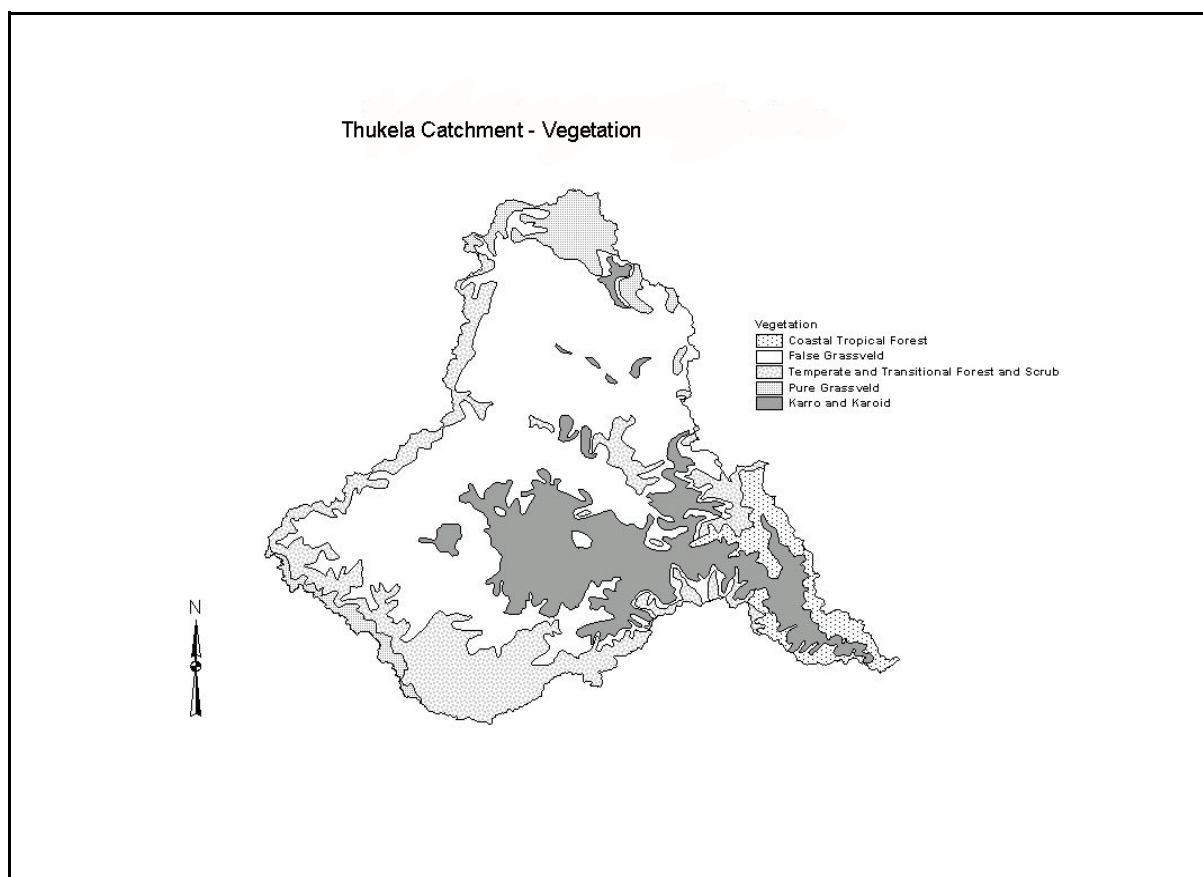 Thukela Catchment - Vegetation
Vegetation
Coastal Tropical Forest
False Grassveld
Temperate and Transitional Forest and Scrub
Pure Grassveld
Karro and Karoid
N